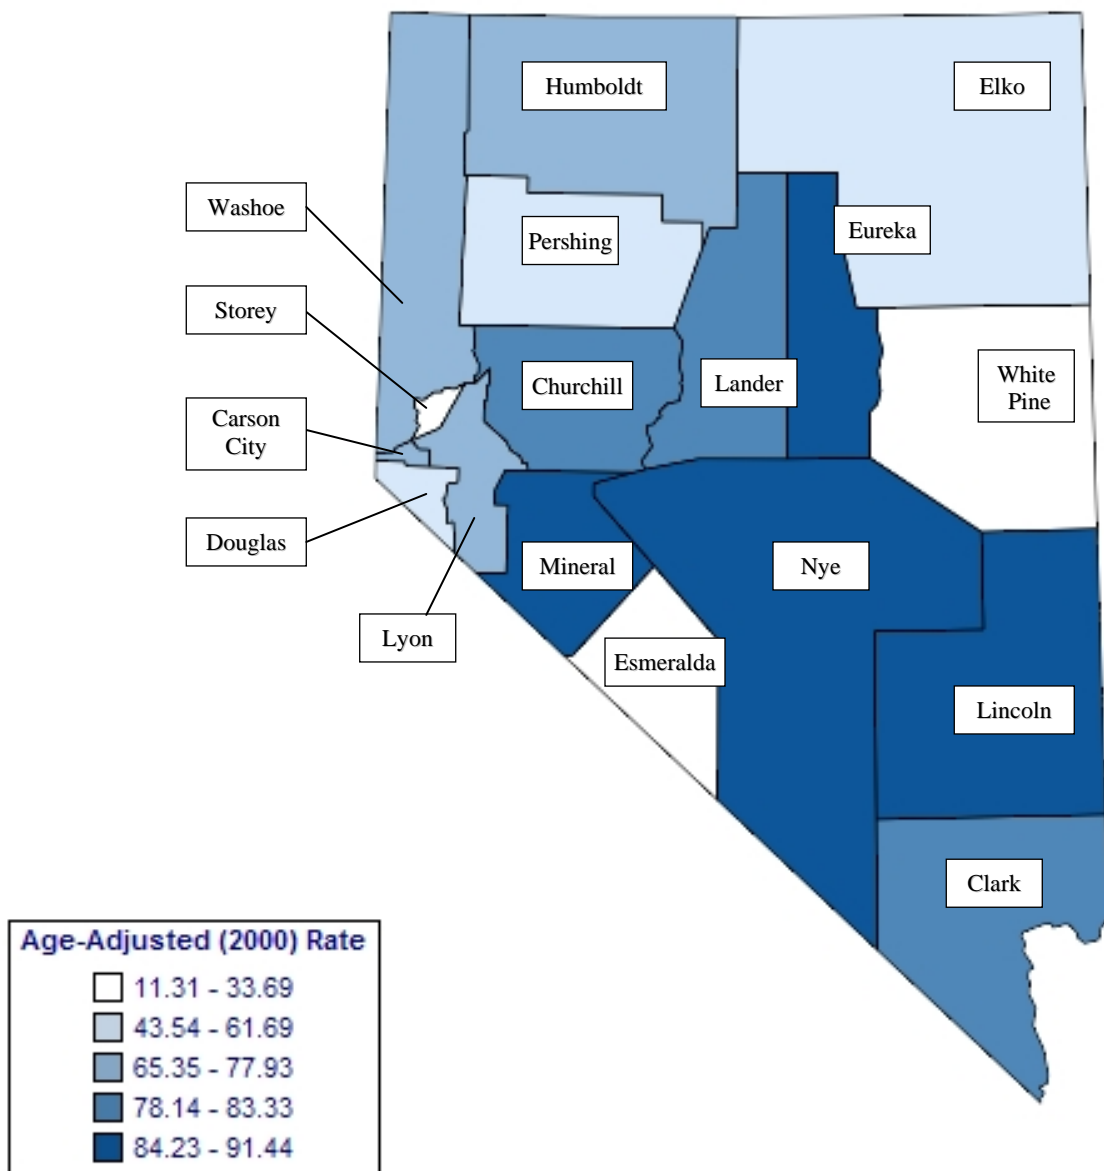 Humboldt
Elko
Washoe
Pershing
Eureka
Storey
Churchill
Lander
White
Pine
Carson
City
Douglas
Mineral
Nye
Lyon
Esmeralda
Lincoln
Clark
Age-Adjusted (2000) Rate
11.31 - 33.69
43.54 - 61.69
65.35 - 77.93
78.14 - 83.33
84.23 - 91.44